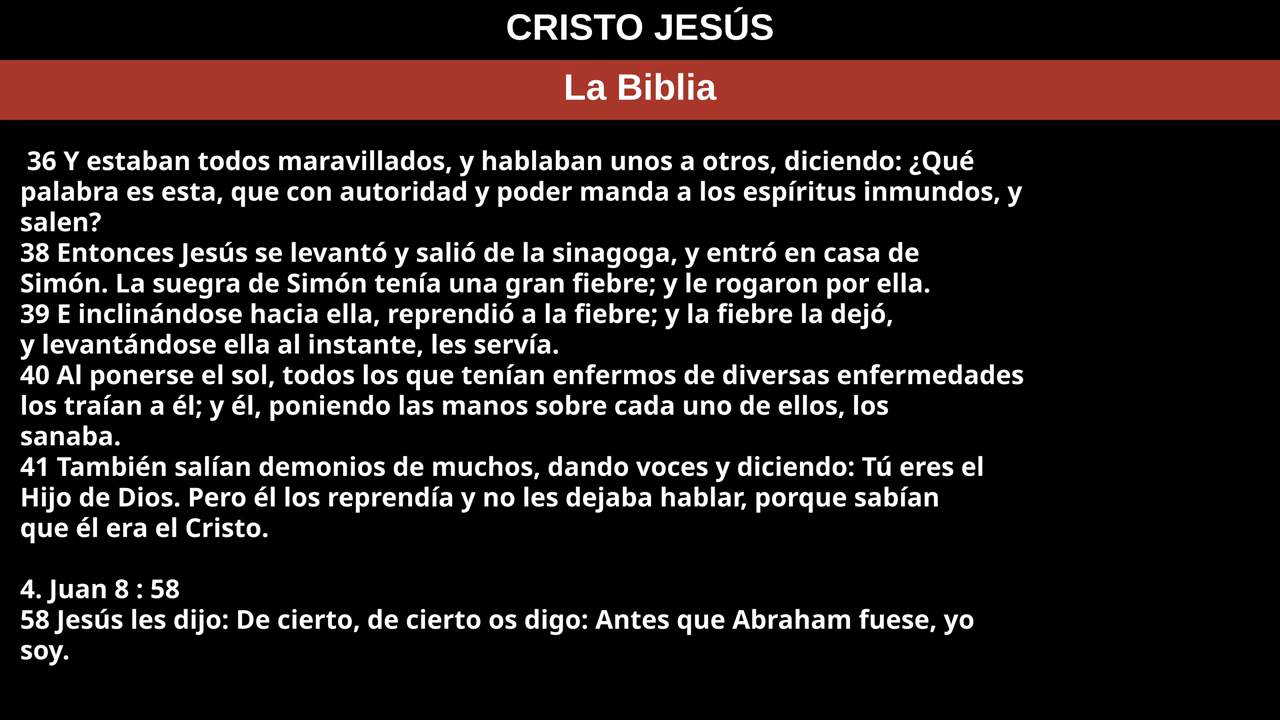 CRISTO JESÚS
La Biblia
36 Y estaban todos maravillados, y hablaban unos a otros, diciendo: ¿Qué
palabra es esta, que con autoridad y poder manda a los espíritus inmundos, y
salen?
38 Entonces Jesús se levantó y salió de la sinagoga, y entró en casa de
Simón. La suegra de Simón tenía una gran fiebre; y le rogaron por ella.
39 E inclinándose hacia ella, reprendió a la fiebre; y la fiebre la dejó,
y levantándose ella al instante, les servía.
40 Al ponerse el sol, todos los que tenían enfermos de diversas enfermedades
los traían a él; y él, poniendo las manos sobre cada uno de ellos, los
sanaba.
41 También salían demonios de muchos, dando voces y diciendo: Tú eres el
Hijo de Dios. Pero él los reprendía y no les dejaba hablar, porque sabían
que él era el Cristo.
4. Juan 8 : 58
58 Jesús les dijo: De cierto, de cierto os digo: Antes que Abraham fuese, yo
soy.